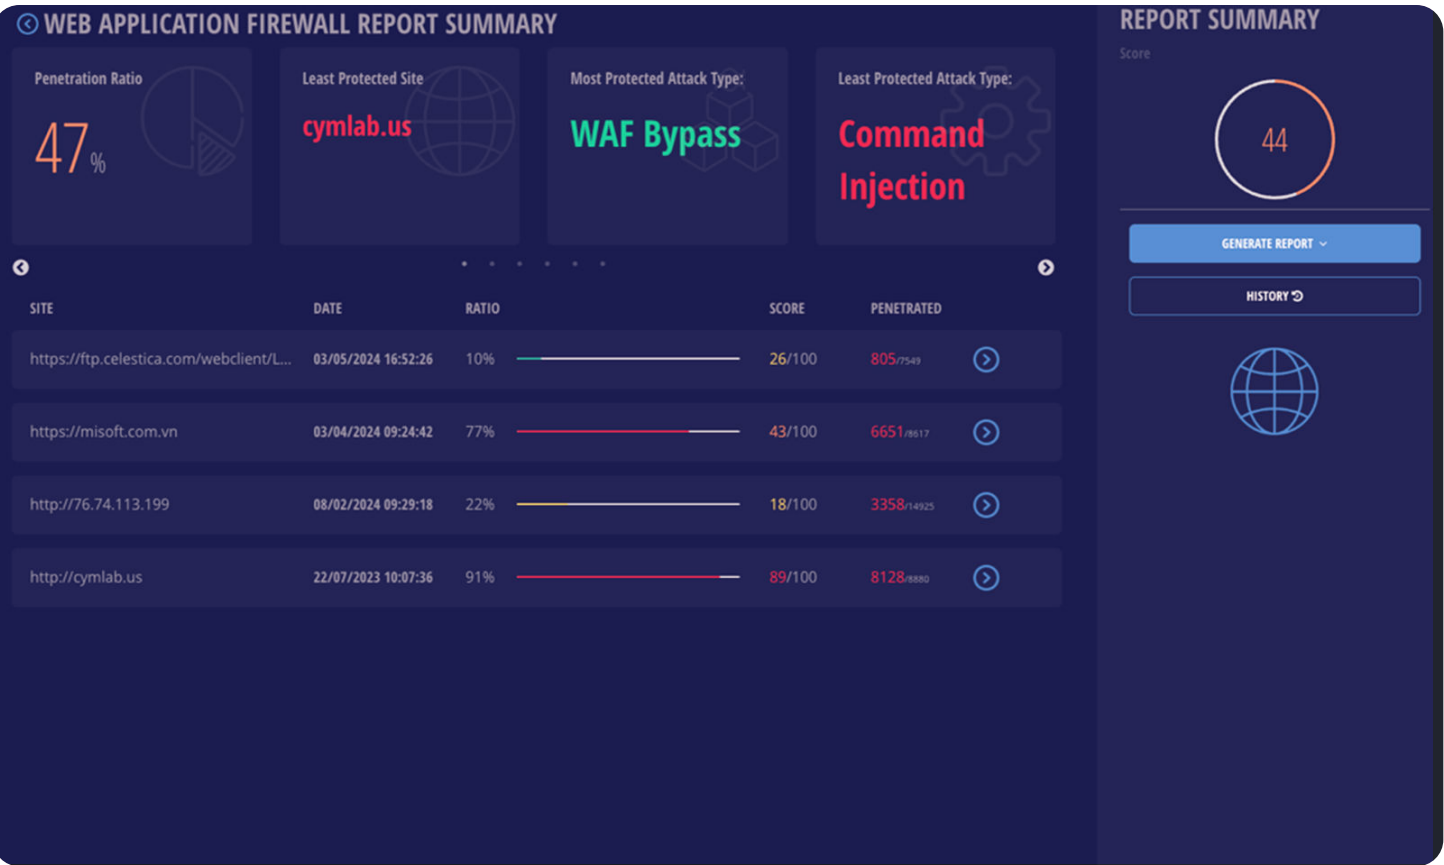 WEB APPLICATION FIREWALL REPORT SUMMARY
Penetration Ratio
47%
Least Protected Site
cymlab.us
Most Protected Attack Type:
WAF Bypass
Least Protected Attack Type:
Command
Injection
SITE DATE RATIO SCORE PENETRATED
https://ftp.celestica.com/webclient/L... 03/05/2024 16:52:26 10% 26/100 805/7549
https://misoft.com.vn 03/04/2024 09:24:42 77% 43/100 6651/8617
http://76.74.113.199 08/02/2024 09:29:18 22% 18/100 3358/14925
http://cymlab.us 22/07/2023 10:07:36 91% 89/100 8128/8880
REPORT SUMMARY
Score
44
GENERATE REPORT
HISTORY